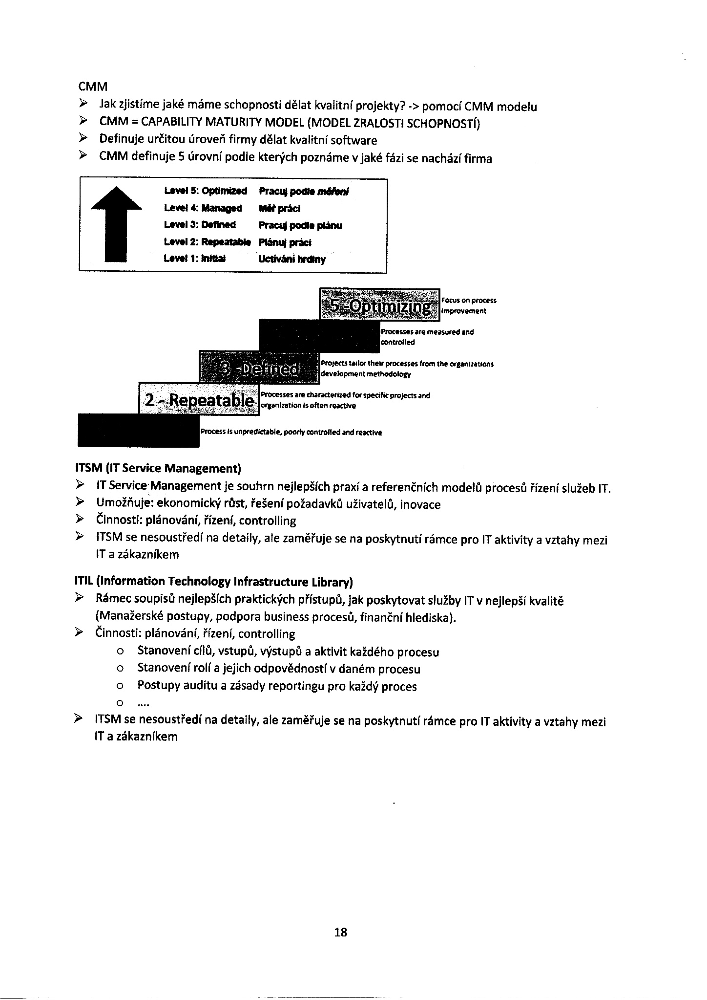 CMM
➢ Jak zjistíme jaké máme schopnosti dělat kvalitní projekty? -> pomocí CMM modelu
➢ CMM = CAPABILITY MATURITY MODEL (MODEL ZRALOSTI SCHOPNOSTÍ)
➢ Definuje určitou úroveň firmy dělat kvalitní software
➢ CMM definuje 5 úrovní podle kterých poznáme v jaké fázi se nachází firma
Level 5: Optimized Pracuj podle měření
Level 4: Managed Měř práci
Level 3: Defined Pracuj podle plánu
Level 2: Repeatable Plánuj práci
Level 1: Initial Uctívání hrdiny
5 -Optimizing
Focus on process
improvement
Processes are measured and
controlled
3 -Defined
Projects tailor their processes from the organizations
development methodology
2 - Repeatable
Processes are characterized for specific projects and
organization is often reactive
Process is unpredictable, poorly controlled and reactive
ITSM (IT Service Management)
➢ IT Service Management je souhrn nejlepších praxí a referenčních modelů procesů řízení služeb IT.
➢ Umožňuje: ekonomický růst, řešení požadavků uživatelů, inovace
➢ Činnosti: plánování, řízení, controlling
➢ ITSM se nesoustředí na detaily, ale zaměřuje se na poskytnutí rámce pro IT aktivity a vztahy mezi
IT a zákazníkem
ITIL (Information Technology Infrastructure Library)
➢ Rámec soupisů nejlepších praktických přístupů, jak poskytovat služby IT v nejlepší kvalitě
(Manažerské postupy, podpora business procesů, finanční hlediska).
➢ Činnosti: plánování, řízení, controlling
o Stanovení cílů, vstupů, výstupů a aktivit každého procesu
o Stanovení rolí a jejich odpovědností v daném procesu
o Postupy auditu a zásady reportingu pro každý proces
o ....
➢ ITSM se nesoustředí na detaily, ale zaměřuje se na poskytnutí rámce pro IT aktivity a vztahy mezi
IT a zákazníkem
18